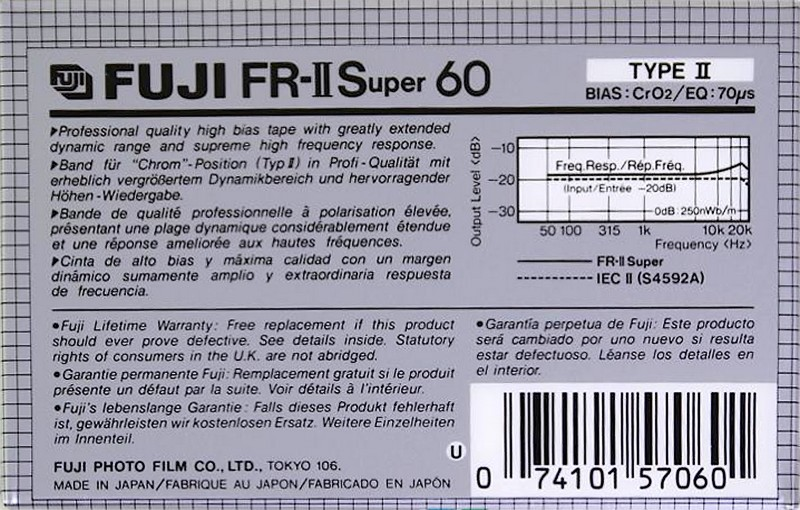 FUJI FUJI FR-II Super 60
TYPE II
BIAS : CrO2/EQ : 70µs
▶Professional quality high bias tape with greatly extended
dynamic range and supreme high frequency response.
▶Band für "Chrom"-Position (Typ II) in Profi-Qualität mit
erheblich vergrößertem Dynamikbereich und hervorragender
Höhen-Wiedergabe.
▶Bande de qualité professionnelle à polarisation élevée,
présentant une plage dynamique considérablement étendue
et une réponse ameliorée aux hautes fréquences.
▶Cinta de alto bias y máxima calidad con un margen
dinámico sumamente amplio y extraordinaria respuesta
de frecuencia.
Output Level <dB>
-10
-20
-30
Freq.Resp./Rép.Fréq.
(Input/Entrée -20dB)
0dB : 250nWb/m
50 100 315 1k 10k 20k
Frequency <Hz>
FR-II Super
IEC II (S4592A)
●Fuji Lifetime Warranty: Free replacement if this product
should ever prove defective. See details inside. Statutory
rights of consumers in the U.K. are not abridged.
●Garantie permanente Fuji: Remplacement gratuit si le produit
présente un défaut par la suite. Voir détails à l'intérieur.
●Fuji's lebenslange Garantie: Falls dieses Produkt fehlerhaft
ist, gewährleisten wir kostenlosen Ersatz. Weitere Einzelheiten
im Innenteil.
●Garantía perpetua de Fuji: Este producto
será cambiado por uno nuevo si resulta
estar defectuoso. Léanse los detalles en
el interior.
FUJI PHOTO FILM CO., LTD., TOKYO 106.
MADE IN JAPAN/FABRIQUE AU JAPON/FABRICADO EN JAPÓN
U
0 74101 57060